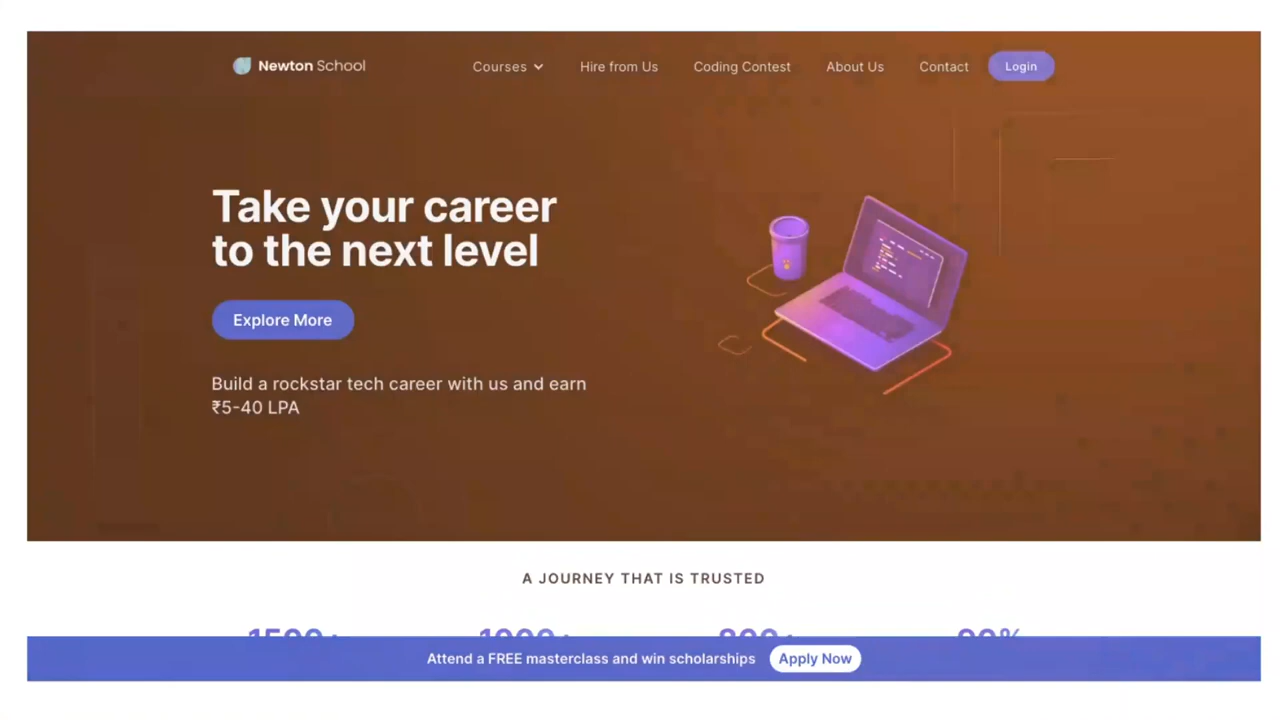 Newton School
Courses
Hire from Us
Coding Contest
About Us
Contact
Login
Take your career
to the next level
Explore More
Build a rockstar tech career with us and earn
₹5-40 LPA
A JOURNEY THAT IS TRUSTED
Attend a FREE masterclass and win scholarships
Apply Now